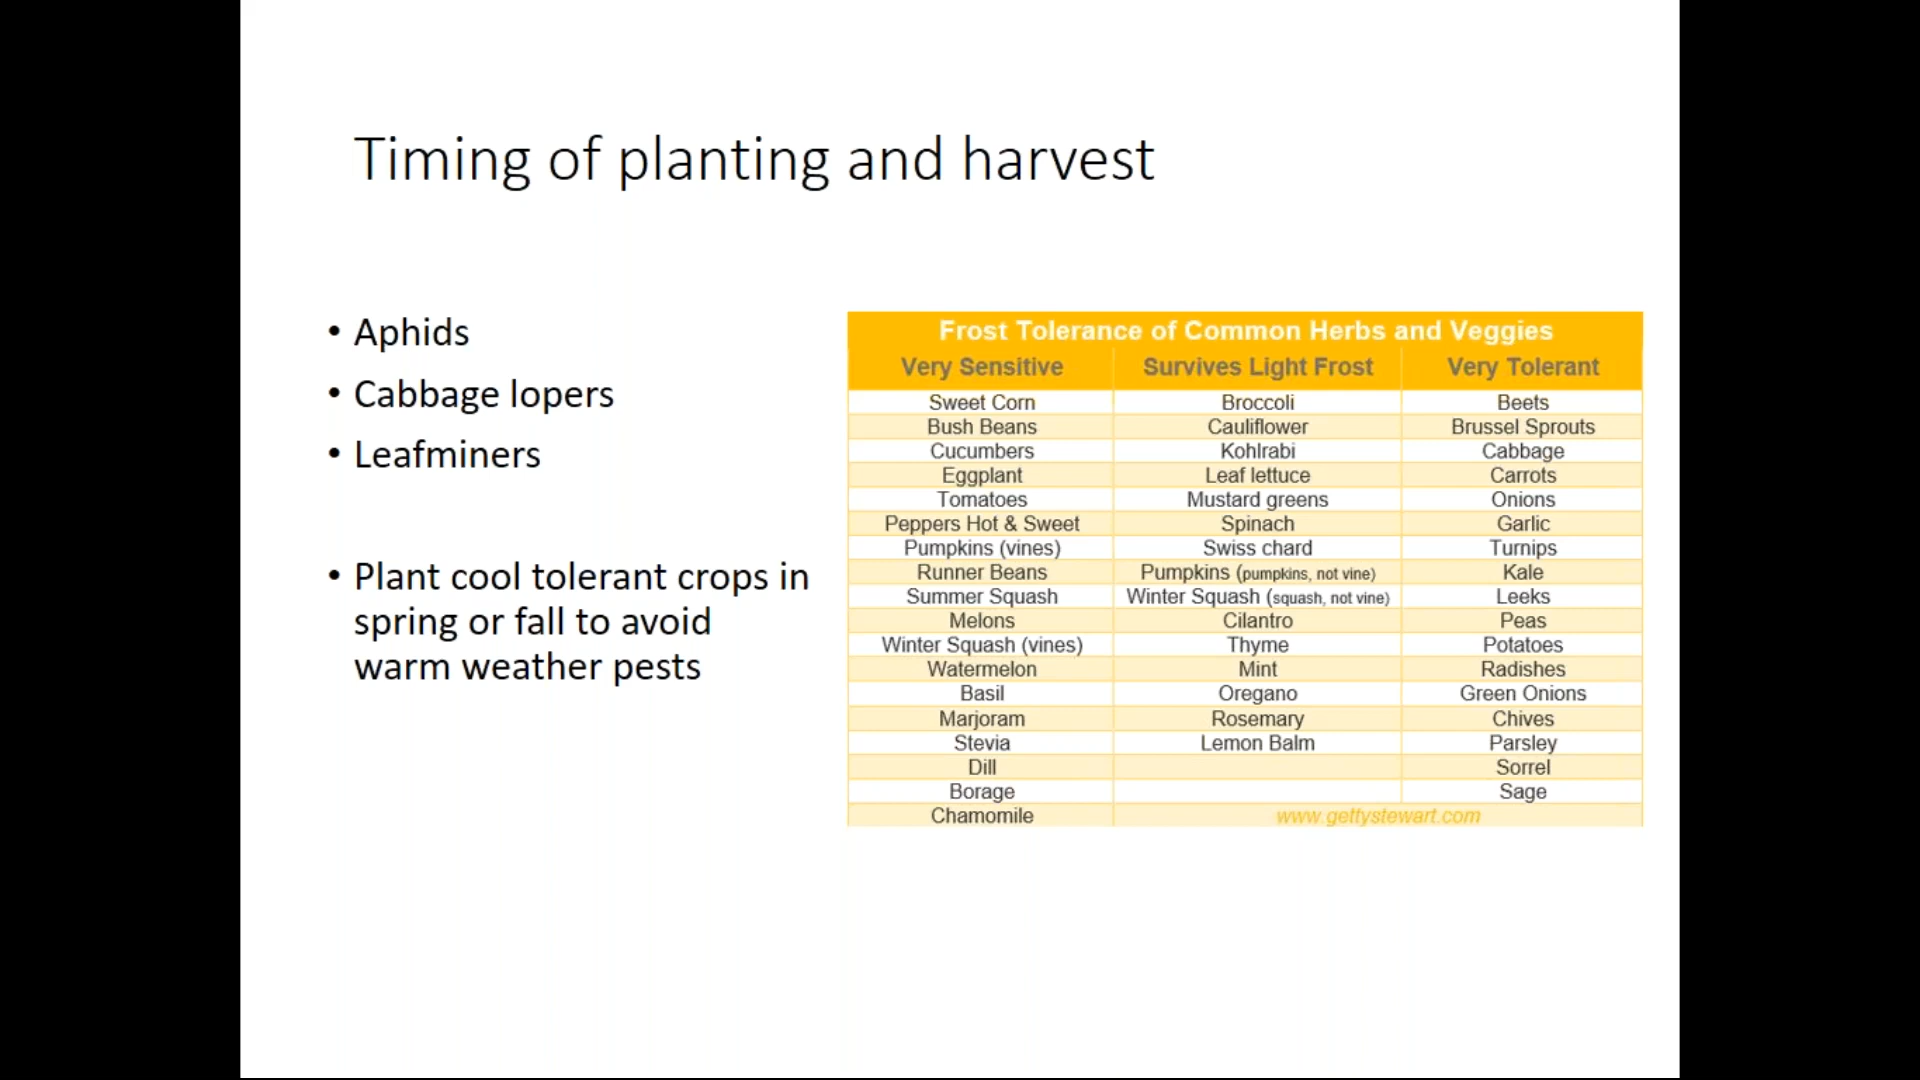 Timing of planting and harvest
• Aphids
• Cabbage lopers
• Leafminers
• Plant cool tolerant crops in
spring or fall to avoid
warm weather pests
Frost Tolerance of Common Herbs and Veggies
Very Sensitive Survives Light Frost Very Tolerant
Sweet Corn Broccoli Beets
Bush Beans Cauliflower Brussel Sprouts
Cucumbers Kohlrabi Cabbage
Eggplant Leaf lettuce Carrots
Tomatoes Mustard greens Onions
Peppers Hot & Sweet Spinach Garlic
Pumpkins (vines) Swiss chard Turnips
Runner Beans Pumpkins (pumpkins, not vine) Kale
Summer Squash Winter Squash (squash, not vine) Leeks
Melons Cilantro Peas
Winter Squash (vines) Thyme Potatoes
Watermelon Mint Radishes
Basil Oregano Green Onions
Marjoram Rosemary Chives
Stevia Lemon Balm Parsley
Dill Sorrel
Borage Sage
Chamomile www.gettystewart.com